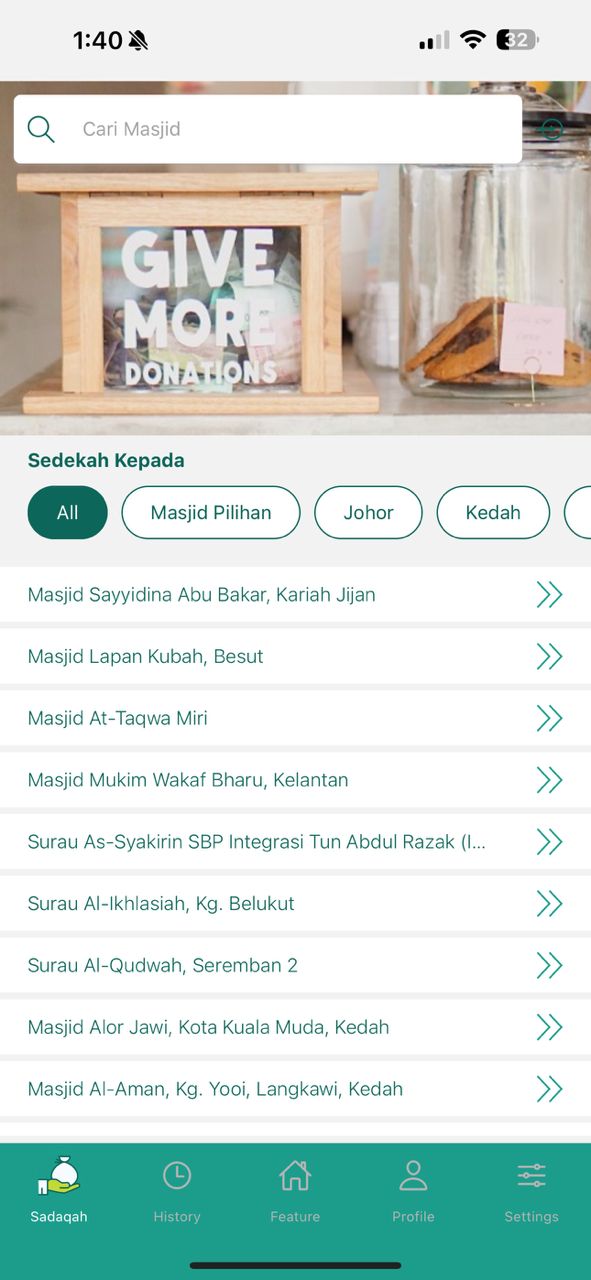 1:40
32
Cari Masjid
GIVE
MORE
DONATIONS
Sedekah Kepada
All
Masjid Pilihan
Johor
Kedah
Masjid Sayyidina Abu Bakar, Kariah Jijan
Masjid Lapan Kubah, Besut
Masjid At-Taqwa Miri
Masjid Mukim Wakaf Bharu, Kelantan
Surau As-Syakirin SBP Integrasi Tun Abdul Razak (I...
Surau Al-Ikhlasiah, Kg. Belukut
Surau Al-Qudwah, Seremban 2
Masjid Alor Jawi, Kota Kuala Muda, Kedah
Masjid Al-Aman, Kg. Yooi, Langkawi, Kedah
Sadaqah
History
Feature
Profile
Settings